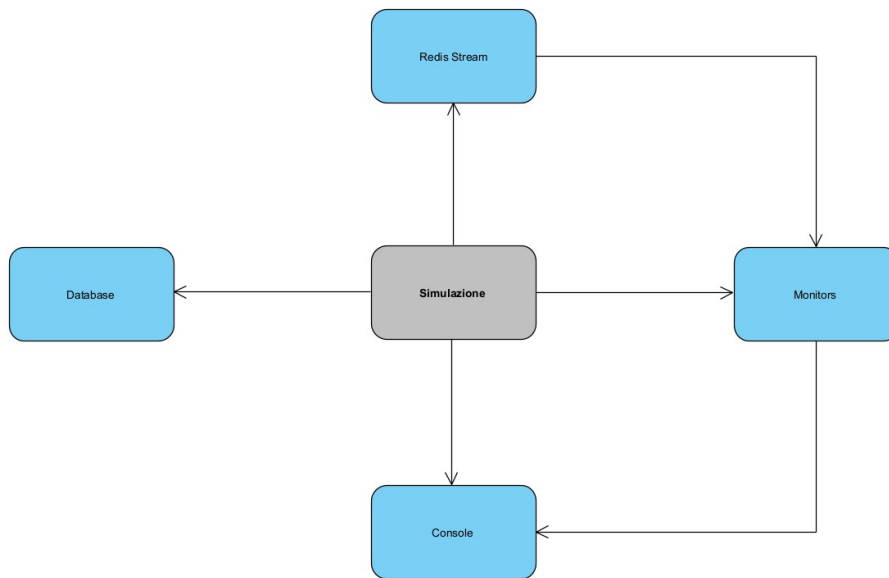 Redis Stream
Database
Simulazione
Monitors
Console